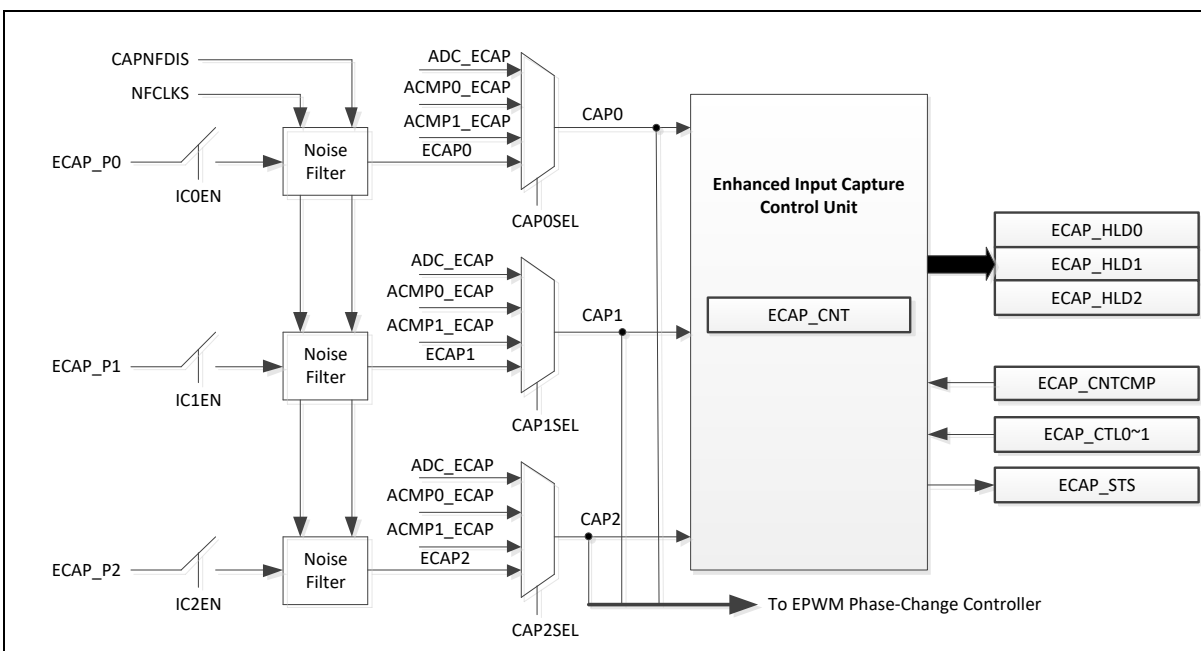 CAPNFDIS
NFCLKS
ECAP_P0
IC0EN
Noise
Filter
ADC_ECAP
ACMP0_ECAP
ACMP1_ECAP
ECAP0
CAP0SEL
CAP0
ECAP_P1
IC1EN
Noise
Filter
ADC_ECAP
ACMP0_ECAP
ACMP1_ECAP
ECAP1
CAP1SEL
CAP1
ECAP_P2
IC2EN
Noise
Filter
ADC_ECAP
ACMP0_ECAP
ACMP1_ECAP
ECAP2
CAP2SEL
CAP2
Enhanced Input Capture
Control Unit
ECAP_CNT
ECAP_HLD0
ECAP_HLD1
ECAP_HLD2
ECAP_CNTCMP
ECAP_CTL0~1
ECAP_STS
To EPWM Phase-Change Controller